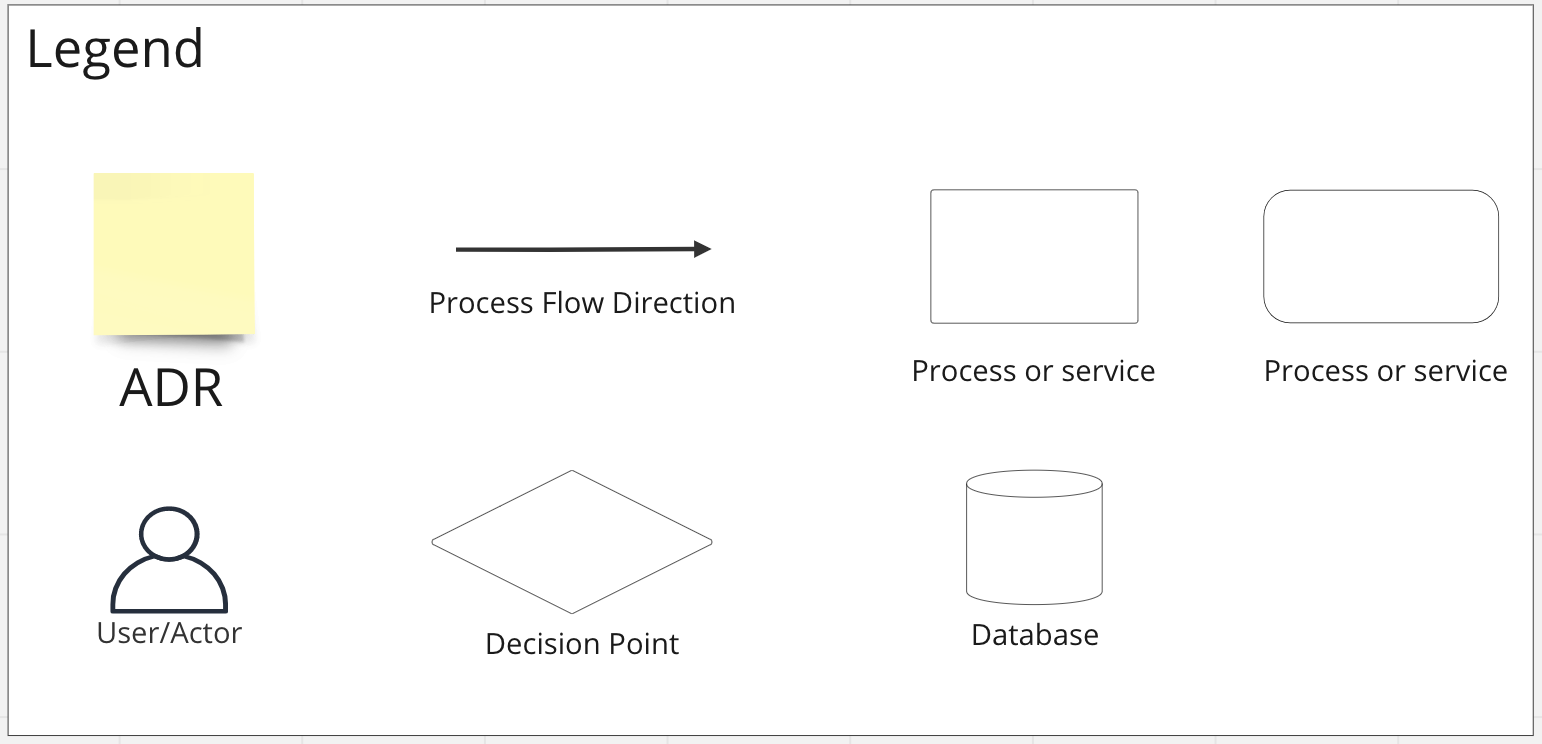 Legend
ADR
Process Flow Direction
Process or service
Process or service
User/Actor
Decision Point
Database